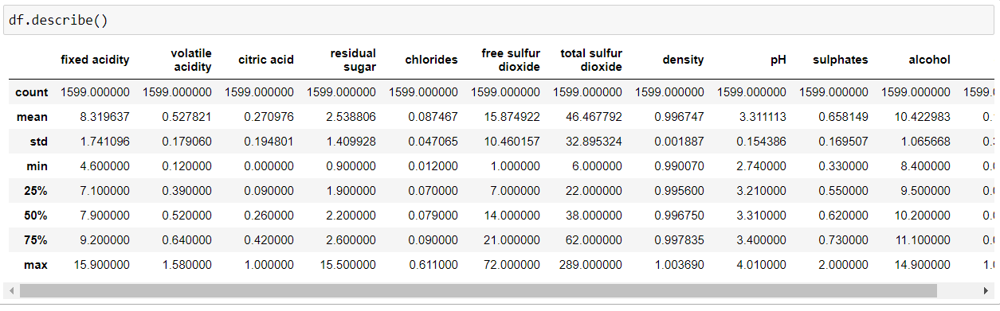 df.describe()
fixed acidity volatile acidity citric acid residual sugar chlorides free sulfur dioxide total sulfur dioxide density pH sulphates alcohol
count 1599.000000 1599.000000 1599.000000 1599.000000 1599.000000 1599.000000 1599.000000 1599.000000 1599.000000 1599.000000 1599.000000 1599.
mean 8.319637 0.527821 0.270976 2.538806 0.087467 15.874922 46.467792 0.996747 3.311113 0.658149 10.422983 0.
std 1.741096 0.179060 0.194801 1.409928 0.047065 10.460157 32.895324 0.001887 0.154386 0.169507 1.065668 0.
min 4.600000 0.120000 0.000000 0.900000 0.012000 1.000000 6.000000 0.990070 2.740000 0.330000 8.400000 0.
25% 7.100000 0.390000 0.090000 1.900000 0.070000 7.000000 22.000000 0.995600 3.210000 0.550000 9.500000 0.
50% 7.900000 0.520000 0.260000 2.200000 0.079000 14.000000 38.000000 0.996750 3.310000 0.620000 10.200000 0.
75% 9.200000 0.640000 0.420000 2.600000 0.090000 21.000000 62.000000 0.997835 3.400000 0.730000 11.100000 0.
max 15.900000 1.580000 1.000000 15.500000 0.611000 72.000000 289.000000 1.003690 4.010000 2.000000 14.900000 1.